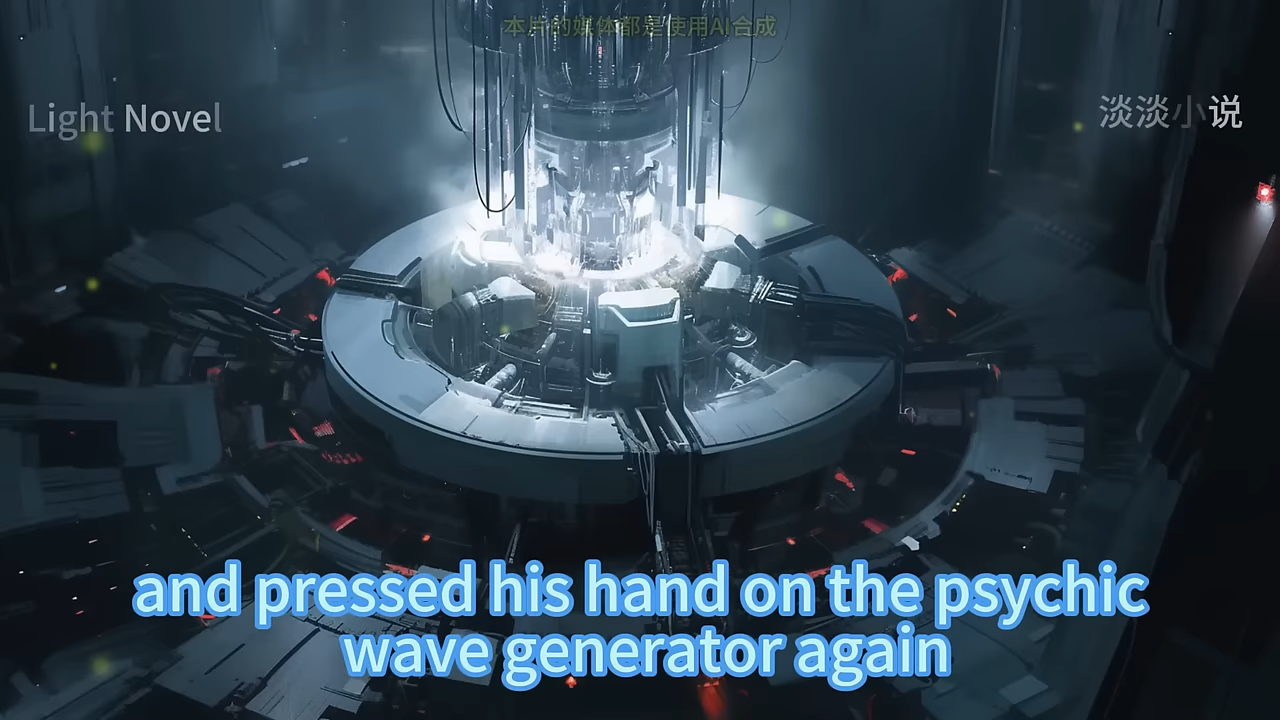 本片的媒体都是使用AI合成
Light Novel
淡淡小说
and pressed his hand on the psychic
wave generator again